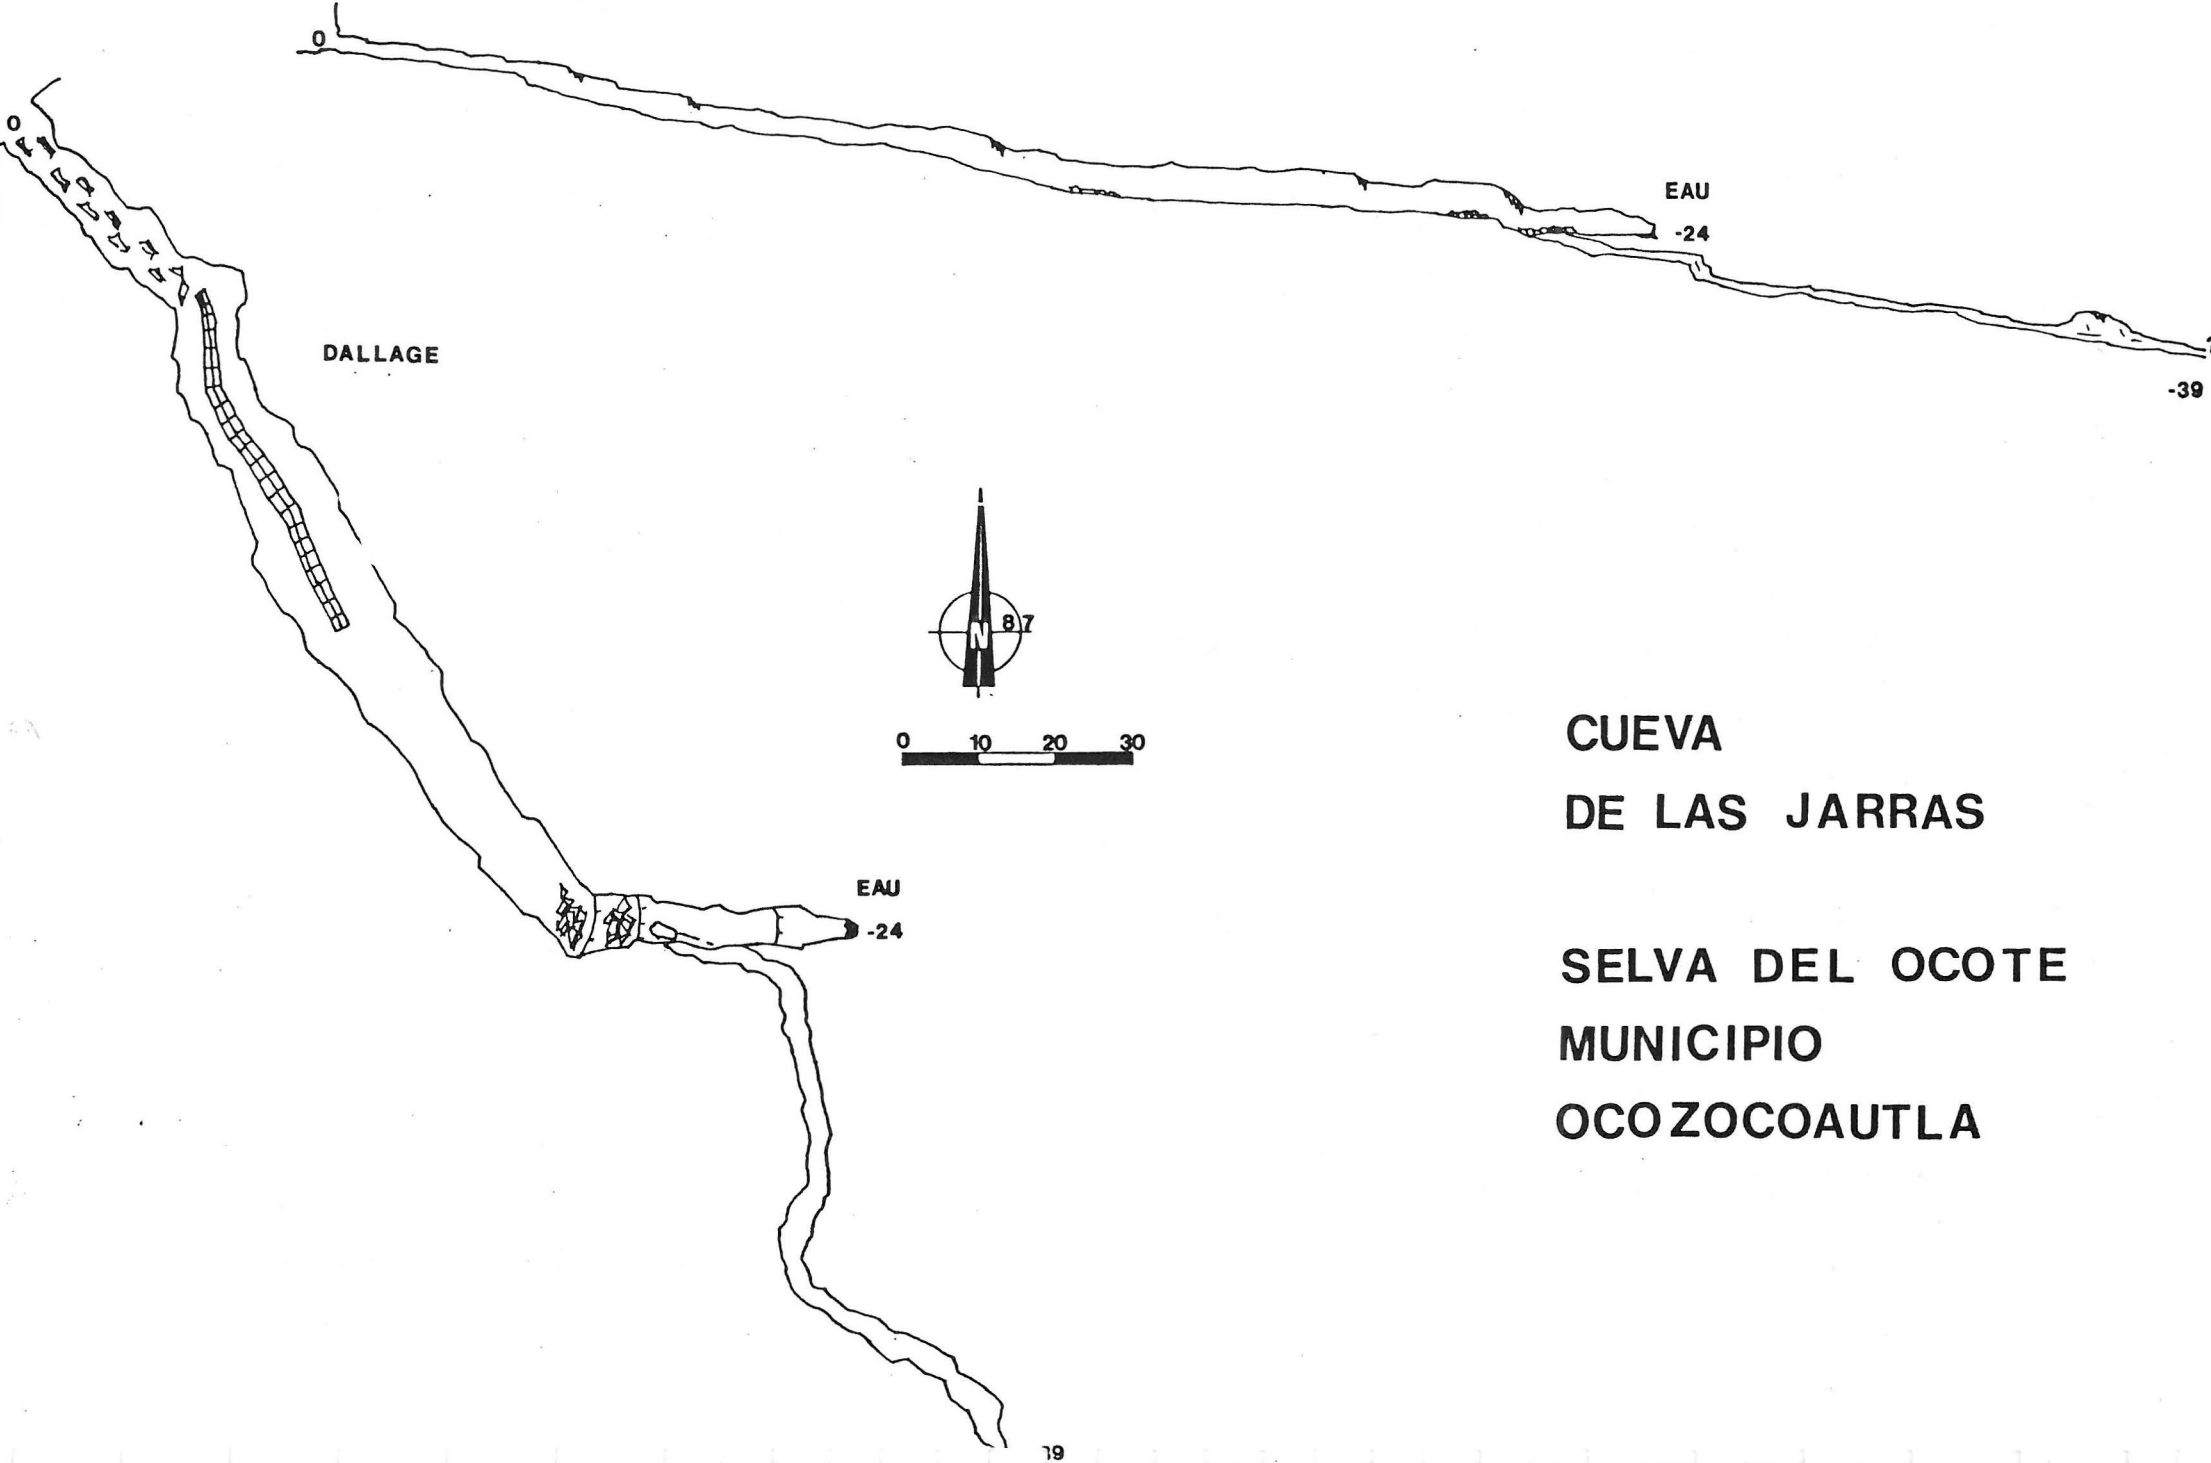 0
0
EAU
-24
-39
DALLAGE
N 87
0 10 20 30
CUEVA
DE LAS JARRAS
SELVA DEL OCOTE
MUNICIPIO
OCOZOCOAUTLA
EAU
-24